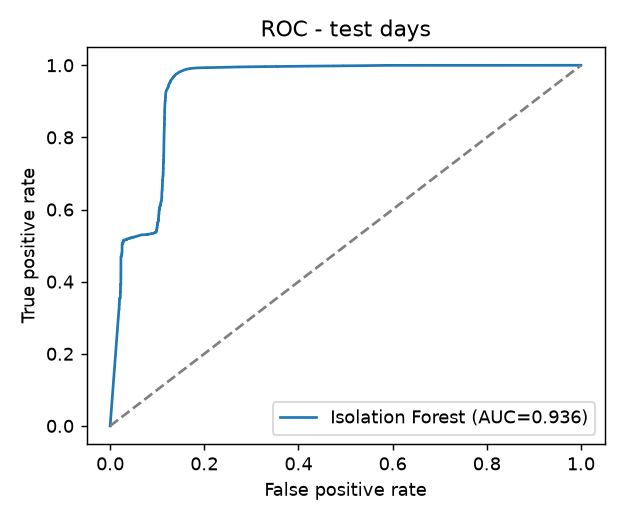 ROC - test days
1.0
0.8
0.6
0.4
0.2
0.0
True positive rate
Isolation Forest (AUC=0.936)
0.0 0.2 0.4 0.6 0.8 1.0
False positive rate